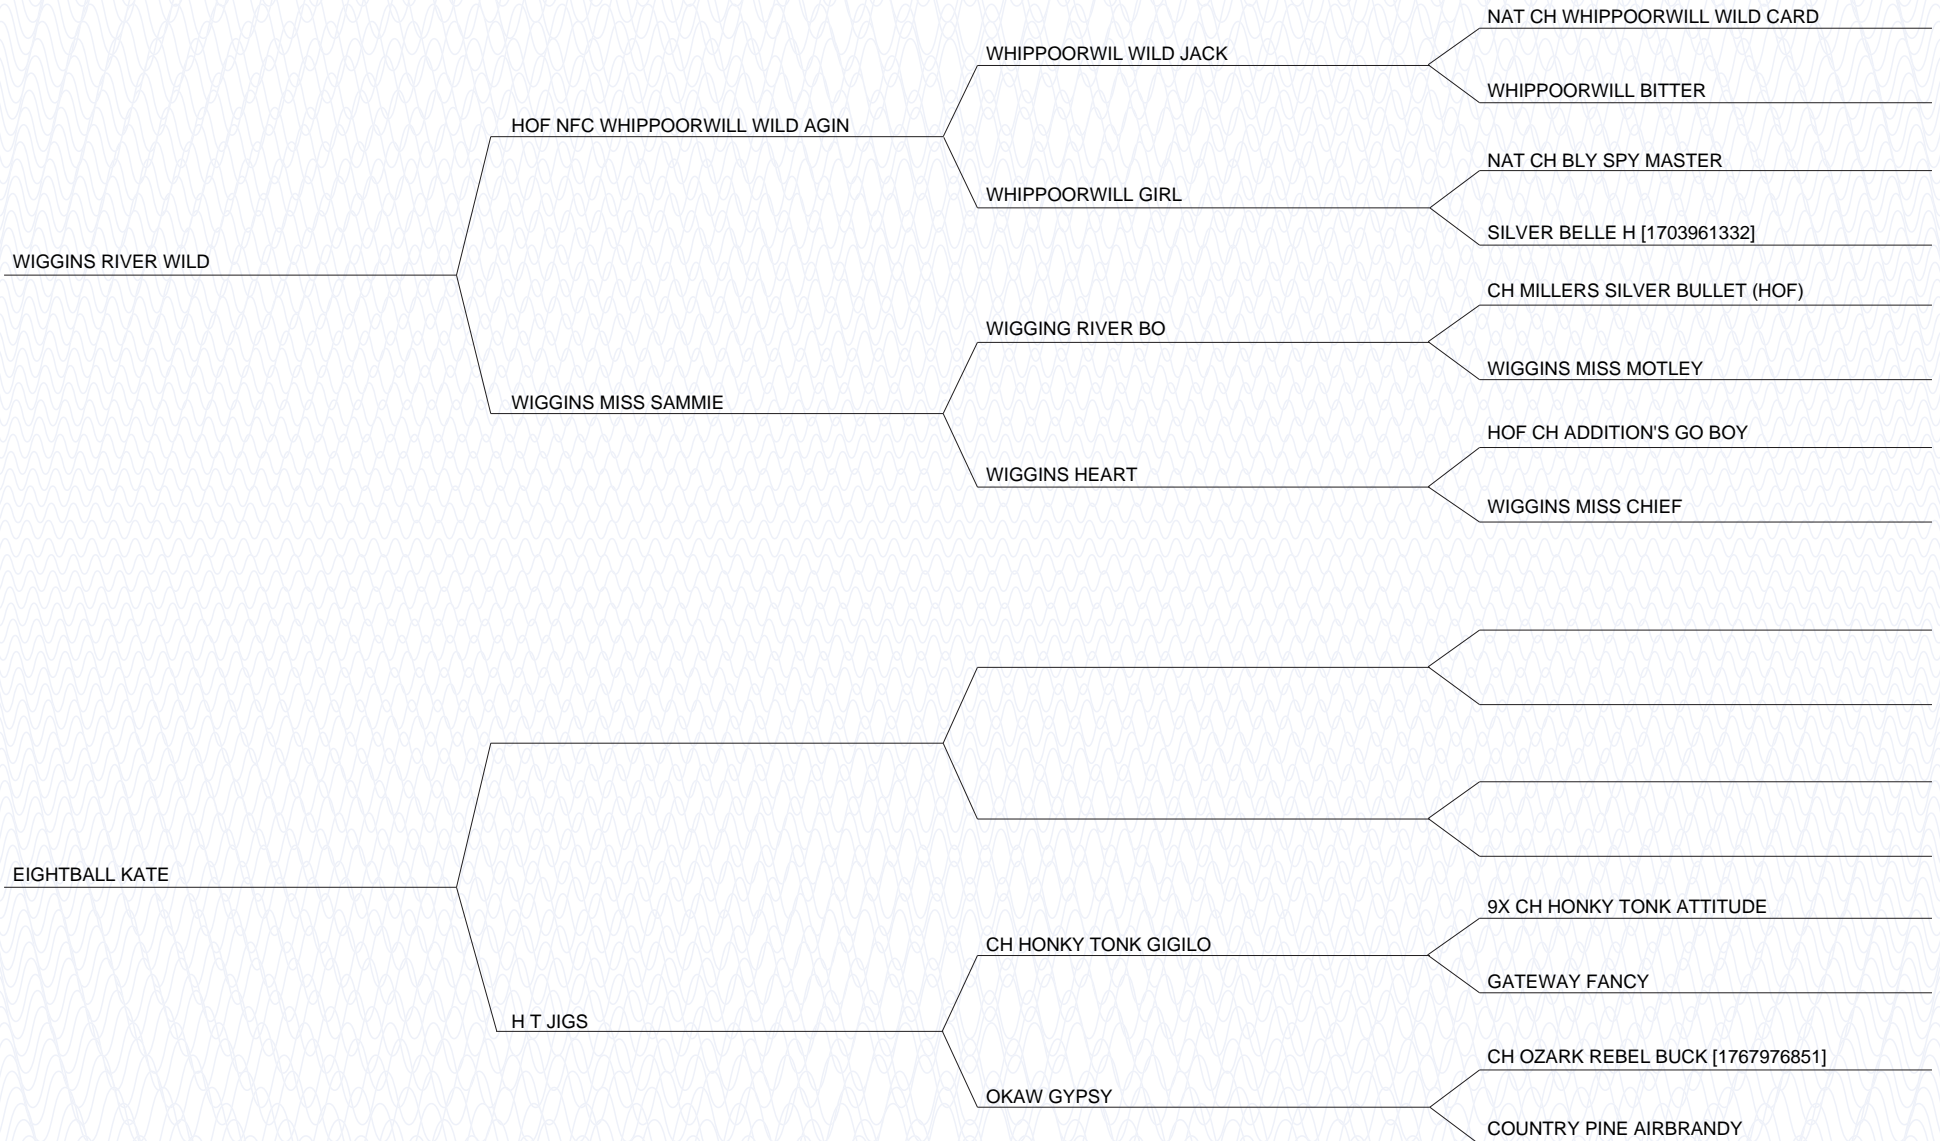 NAT CH WHIPPOORWILL WILD CARD
WHIPPOORWIL WILD JACK
WHIPPOORWILL BITTER
HOF NFC WHIPPOORWILL WILD AGIN
NAT CH BLY SPY MASTER
WHIPPOORWILL GIRL
SILVER BELLE H [1703961332]
WIGGINS RIVER WILD
CH MILLERS SILVER BULLET (HOF)
WIGGING RIVER BO
WIGGINS MISS MOTLEY
WIGGINS MISS SAMMIE
HOF CH ADDITION'S GO BOY
WIGGINS HEART
WIGGINS MISS CHIEF
EIGHTBALL KATE
9X CH HONKY TONK ATTITUDE
CH HONKY TONK GIGILO
GATEWAY FANCY
H T JIGS
CH OZARK REBEL BUCK [1767976851]
OKAW GYPSY
COUNTRY PINE AIRBRANDY